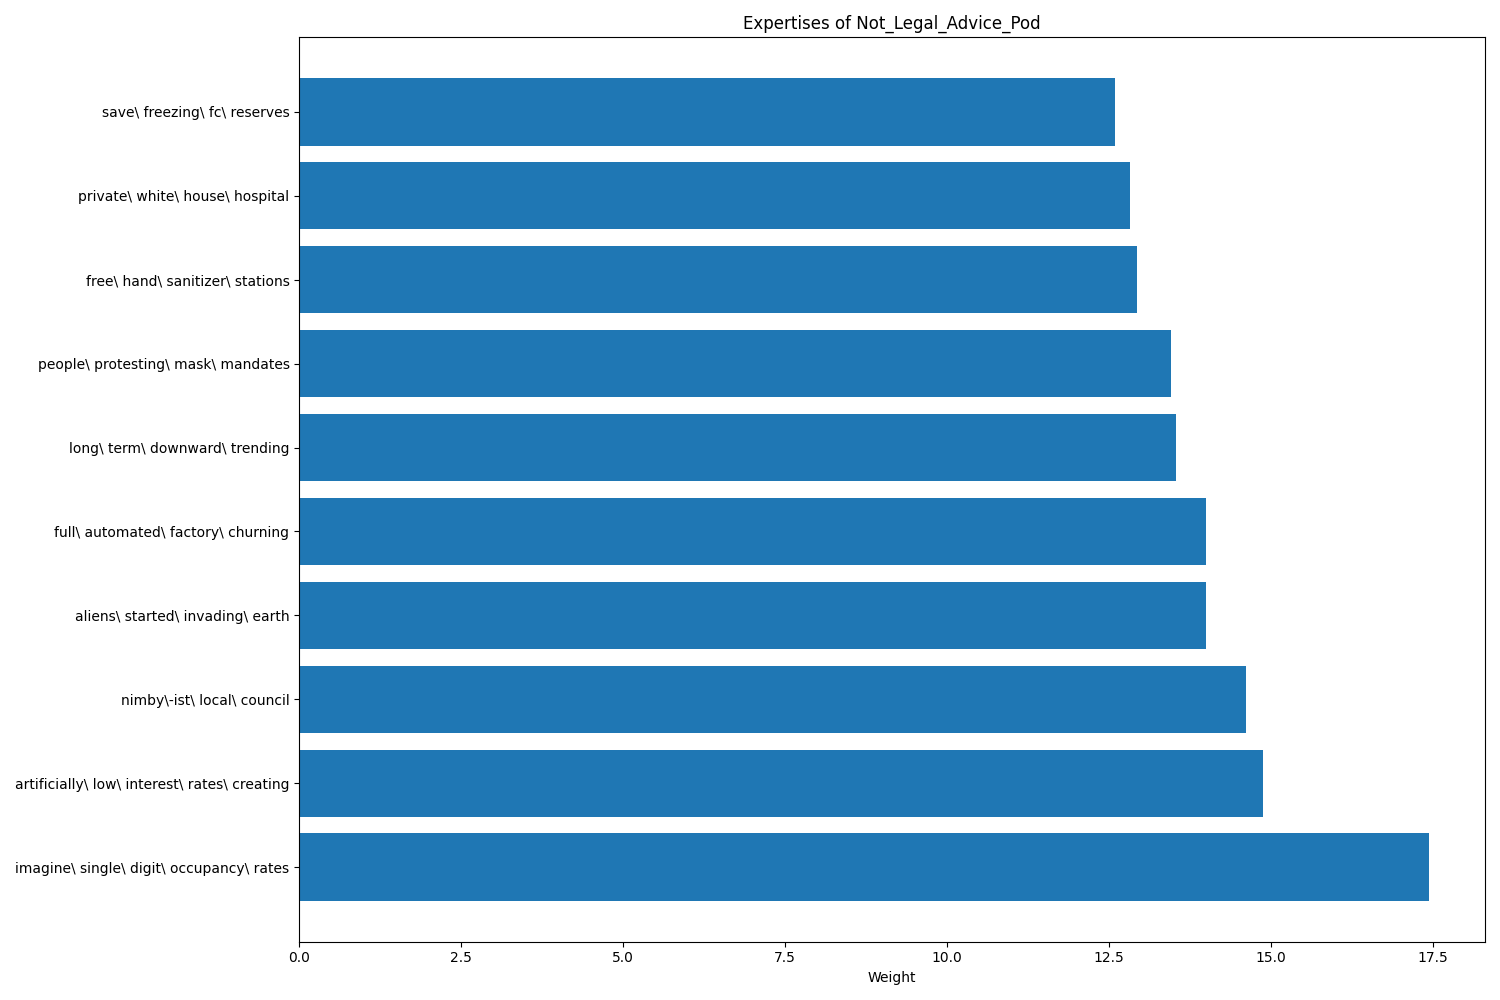 Expertises of Not_Legal_Advice_Pod
save\ freezing\ fc\ reserves
private\ white\ house\ hospital
free\ hand\ sanitizer\ stations
people\ protesting\ mask\ mandates
long\ term\ downward\ trending
full\ automated\ factory\ churning
aliens\ started\ invading\ earth
nimby\-ist\ local\ council
artificially\ low\ interest\ rates\ creating
imagine\ single\ digit\ occupancy\ rates
0.0 2.5 5.0 7.5 10.0 12.5 15.0 17.5
Weight